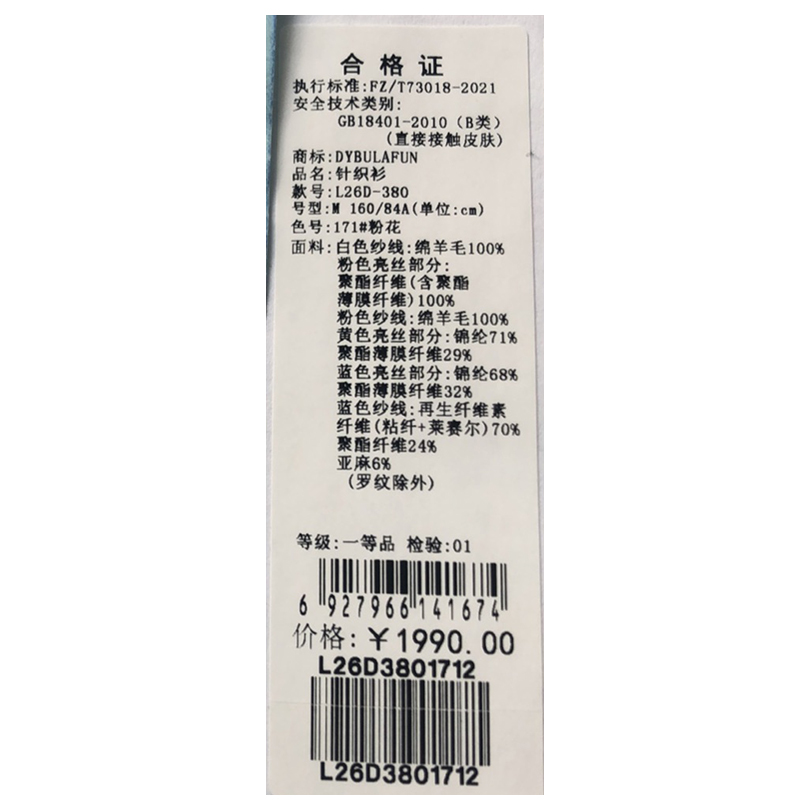 合格证
执行标准:FZ/T73018-2021
安全技术类别:
GB18401-2010（B类）
(直接接触皮肤)
商标:DYBULAFUN
品名:针织衫
款号:L26D-380
号型:M 160/84A(单位:cm)
色号:171#粉花
面料:白色纱线:绵羊毛100%
粉色亮丝部分:
聚酯纤维(含聚酯
薄膜纤维)100%
粉色纱线:绵羊毛100%
黄色亮丝部分:锦纶71%
聚酯薄膜纤维29%
蓝色亮丝部分:锦纶68%
聚酯薄膜纤维32%
蓝色纱线:再生纤维素
纤维(粘纤+莱赛尔)70%
聚酯纤维24%
亚麻6%
(罗纹除外)
等级:一等品 检验:01
6 927966 141674
价格:￥1990.00
L26D3801712
L26D3801712